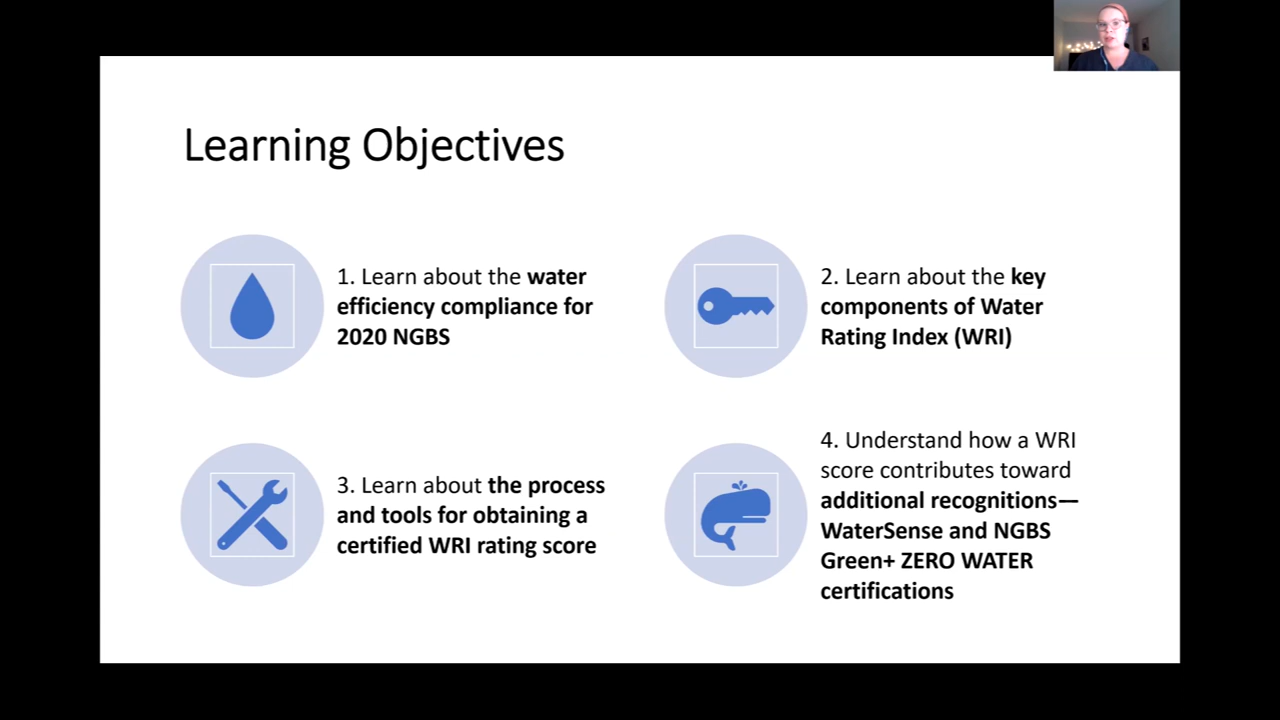 Learning Objectives
1. Learn about the water
efficiency compliance for
2020 NGBS
2. Learn about the key
components of Water
Rating Index (WRI)
3. Learn about the process
and tools for obtaining a
certified WRI rating score
4. Understand how a WRI
score contributes toward
additional recognitions—
WaterSense and NGBS
Green+ ZERO WATER
certifications